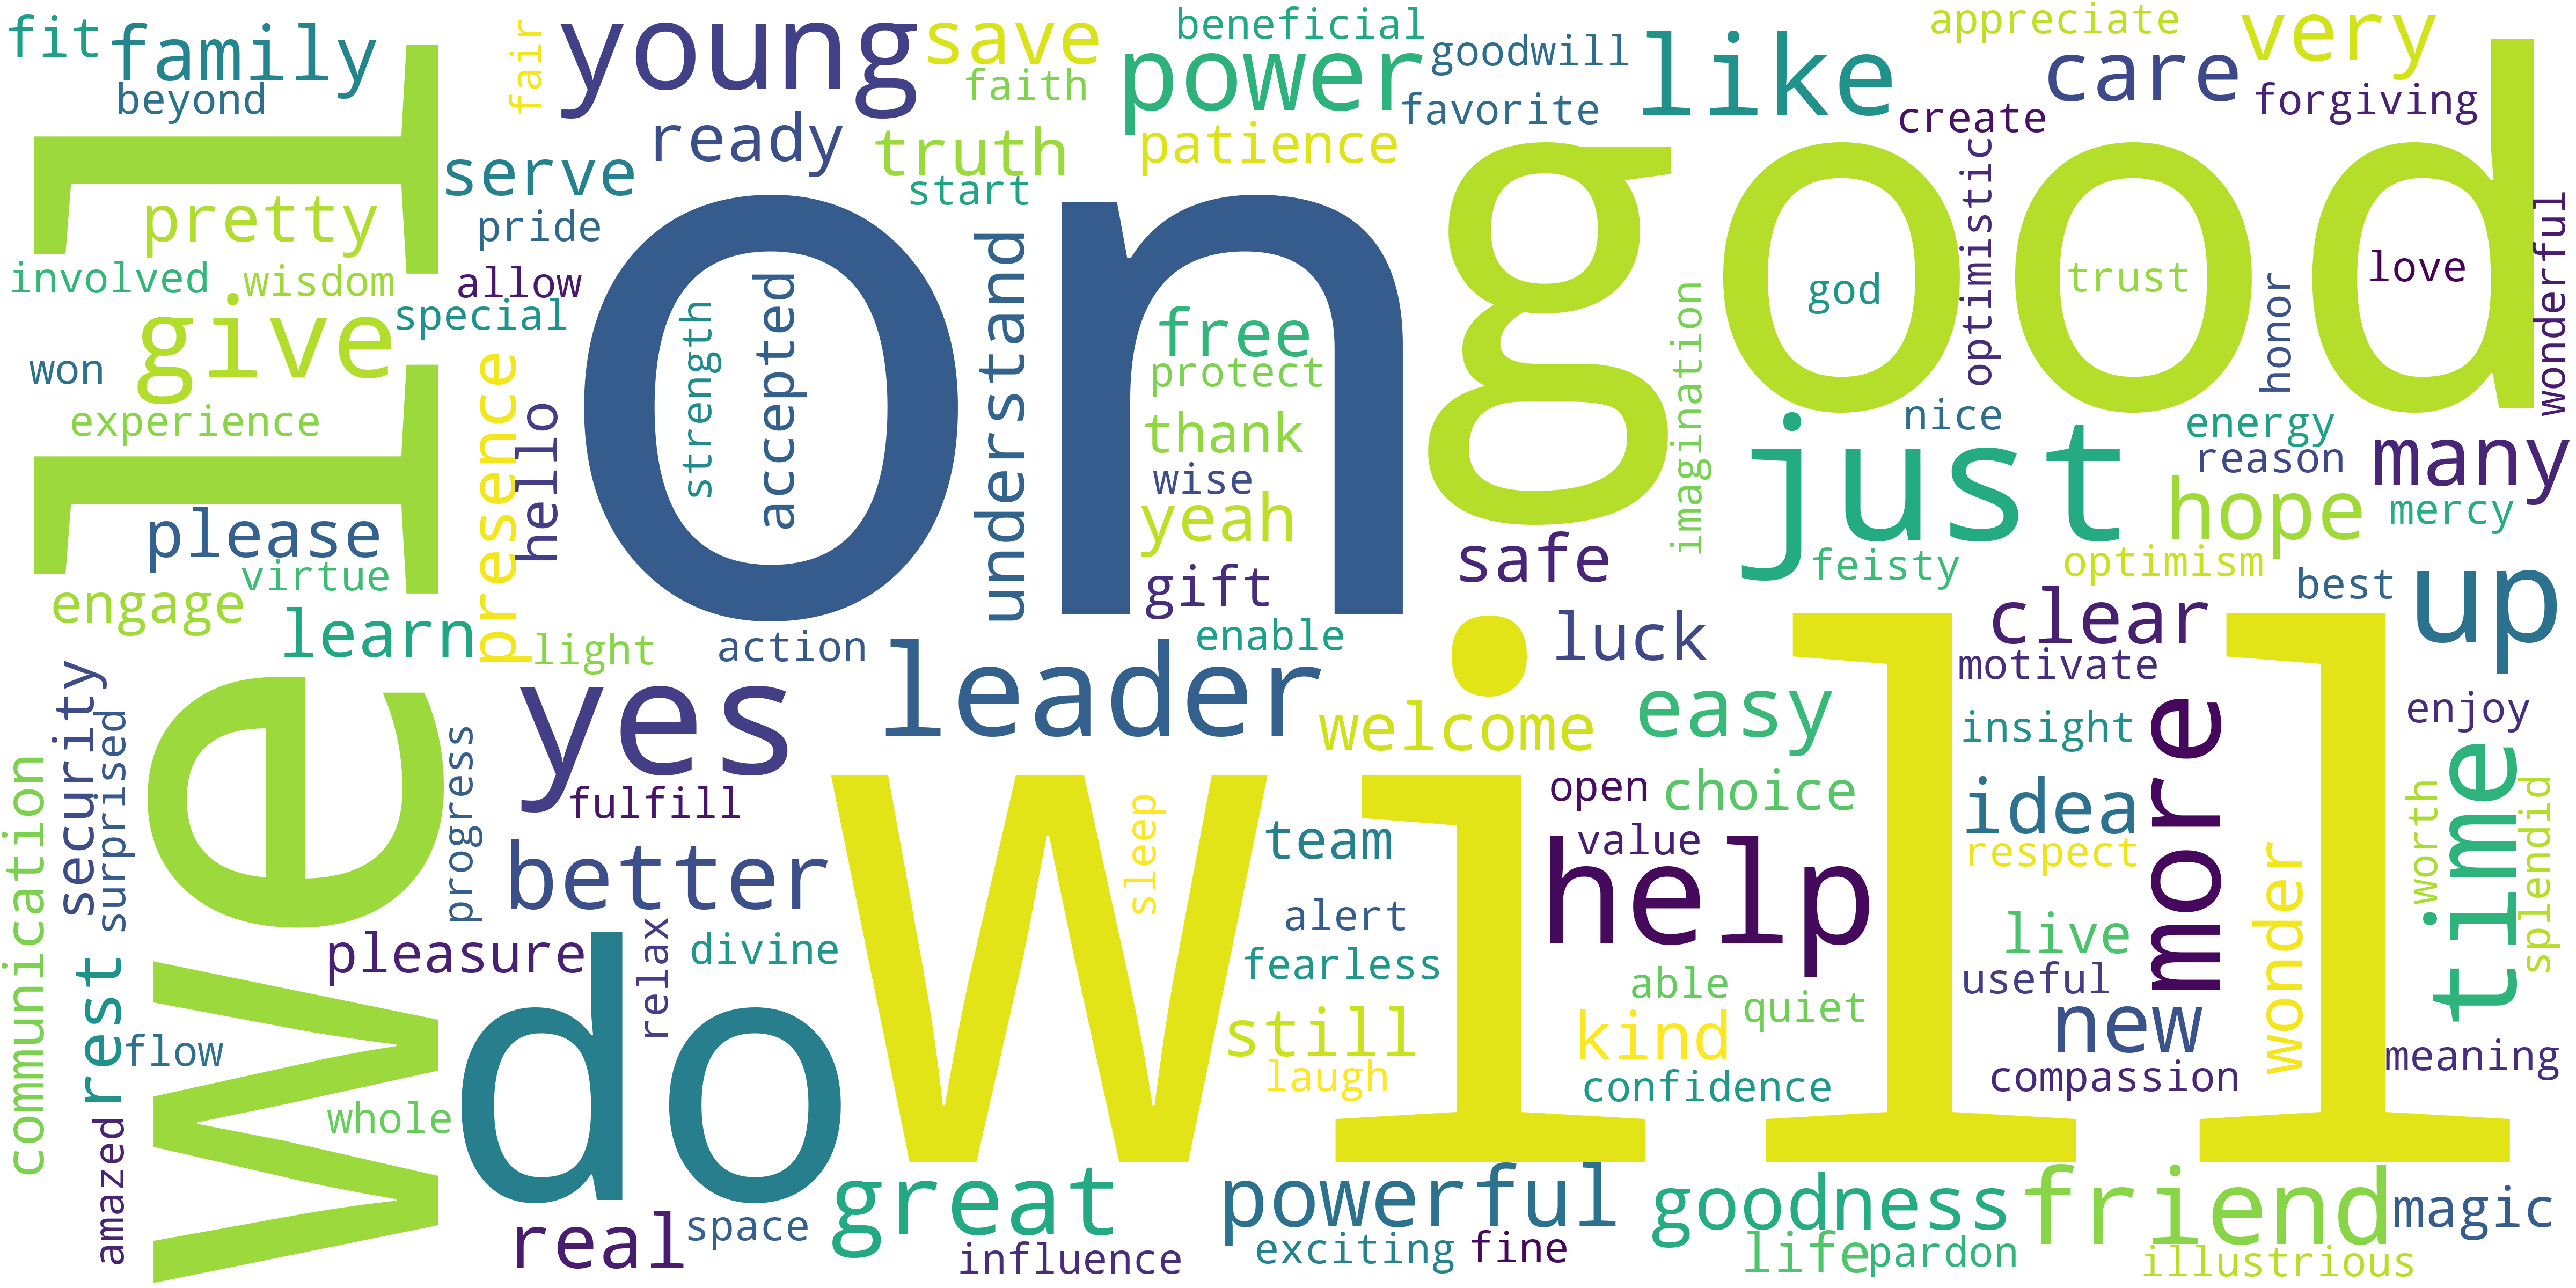 fit
family
beyond
fair
young
save
faith
beneficial
power
goodwill
favorite
like
appreciate
care
very
create
forgiving
ready
truth
patience
serve
start
pretty
pride
well
on
good
understand
optimistic
wonderful
involved
wisdom
allow
special
give
strength
accepted
free
protect
imagination
god
trust
love
honor
won
experience
presence
hello
thank
wise
yeah
gift
nice
just
energy
reason
many
hope
mercy
please
virtue
engage
learn
light
action
enable
safe
feisty
optimism
best
up
luck
clear
motivate
security
surprised
communication
yes
leader
welcome
easy
insight
enjoy
progress
fulfill
will
open
choice
idea
more
time
worth
splendid
better
sleep
team
value
help
respect
wonder
alert
live
rest
pleasure
relax
divine
fearless
able
quiet
useful
flow
do
still
kind
new
laugh
confidence
compassion
meaning
amazed
whole
real
space
great
influence
powerful
exciting
fine
goodness
life
pardon
friend
magic
illustrious